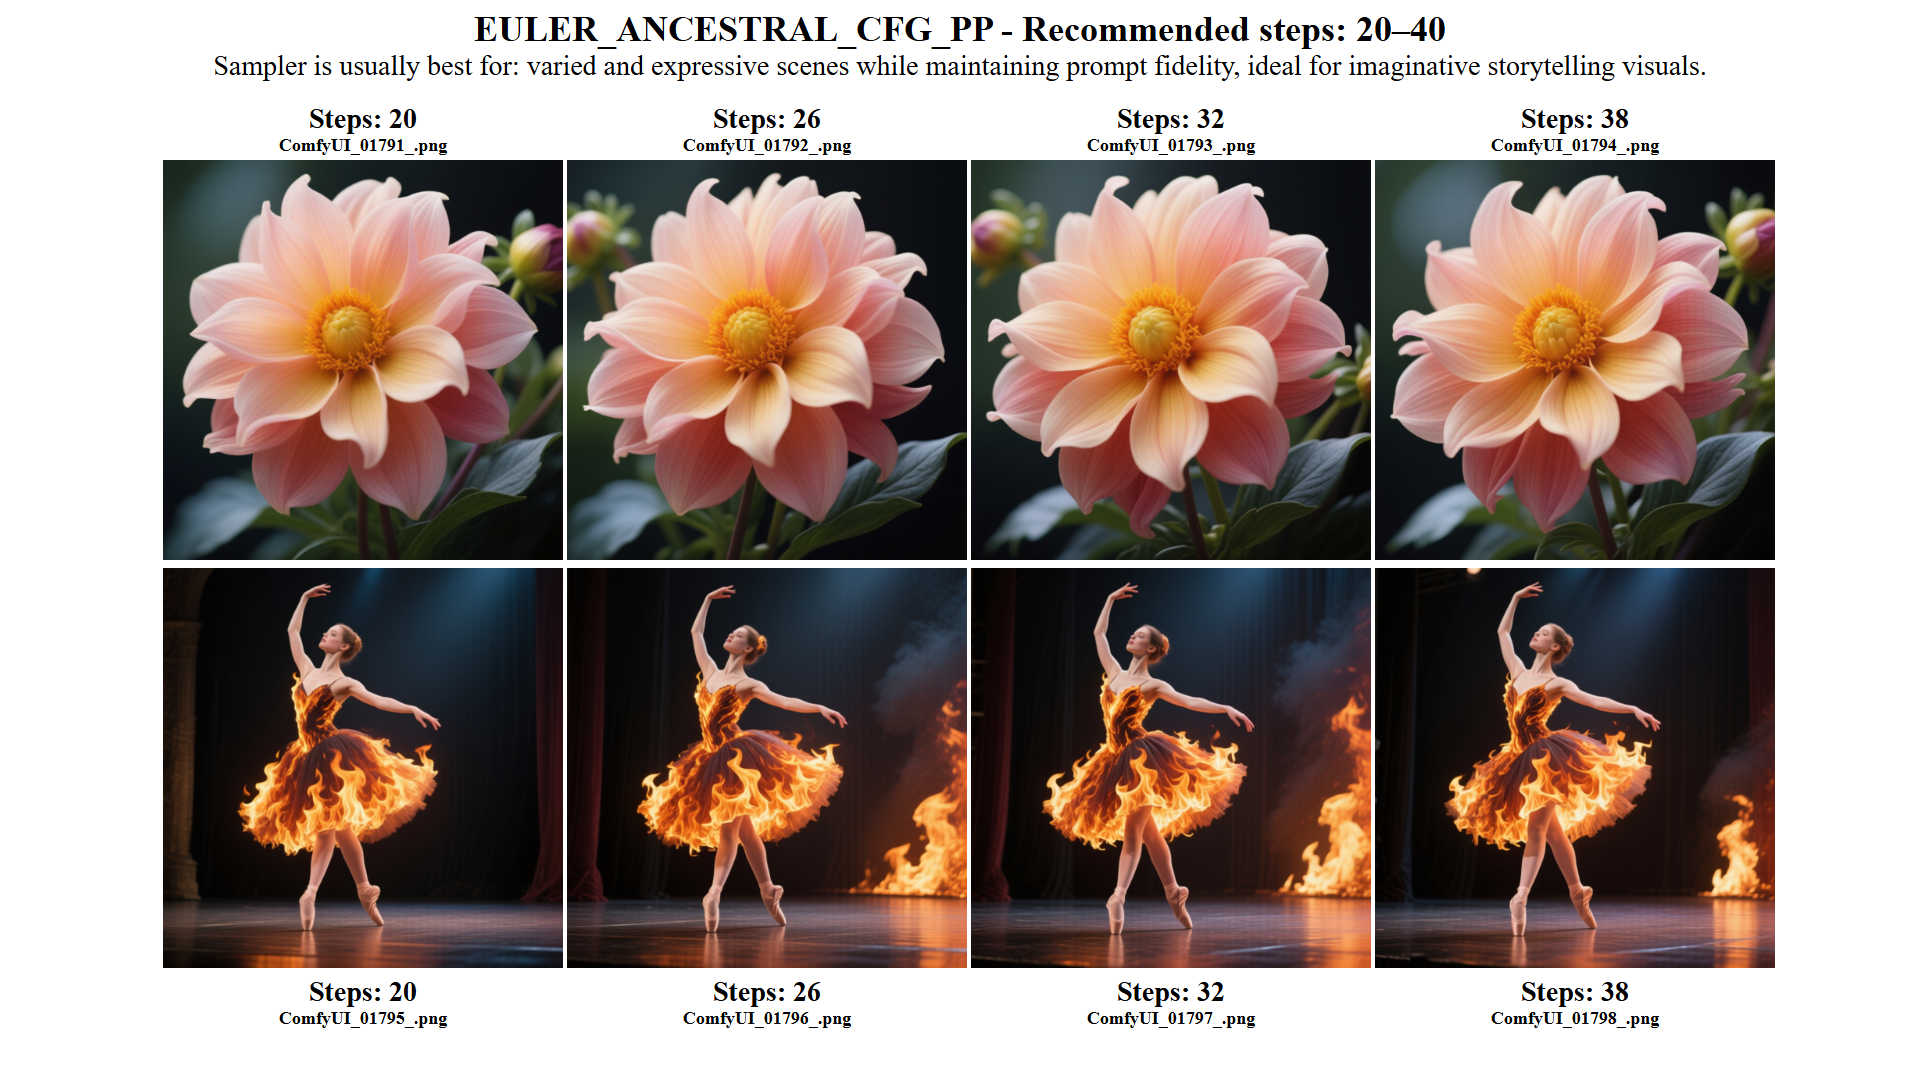 EULER_ANCESTRAL_CFG_PP - Recommended steps: 20–40
Sampler is usually best for: varied and expressive scenes while maintaining prompt fidelity, ideal for imaginative storytelling visuals.
Steps: 20
ComfyUI_01791_.png
Steps: 26
ComfyUI_01792_.png
Steps: 32
ComfyUI_01793_.png
Steps: 38
ComfyUI_01794_.png
Steps: 20
ComfyUI_01795_.png
Steps: 26
ComfyUI_01796_.png
Steps: 32
ComfyUI_01797_.png
Steps: 38
ComfyUI_01798_.png